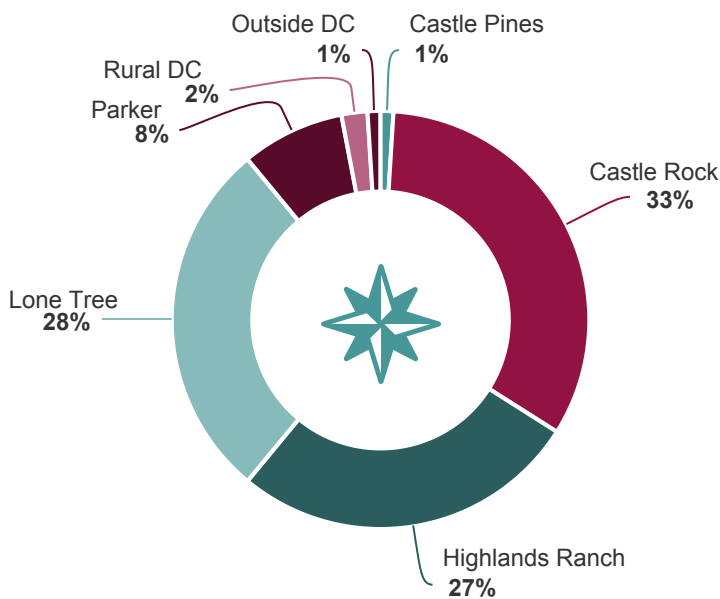 Outside DC
1%
Castle Pines
1%
Rural DC
2%
Parker
8%
Castle Rock
33%
Lone Tree
28%
Highlands Ranch
27%